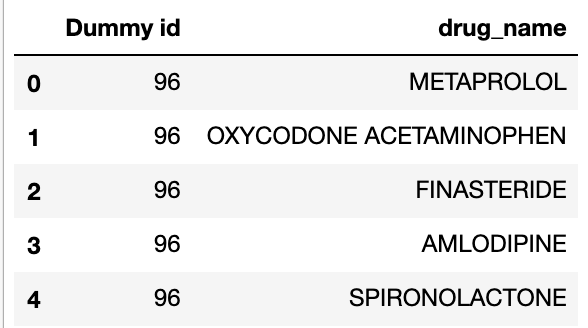 Dummy id drug_name
0 96 METAPROLOL
1 96 OXYCODONE ACETAMINOPHEN
2 96 FINASTERIDE
3 96 AMLODIPINE
4 96 SPIRONOLACTONE